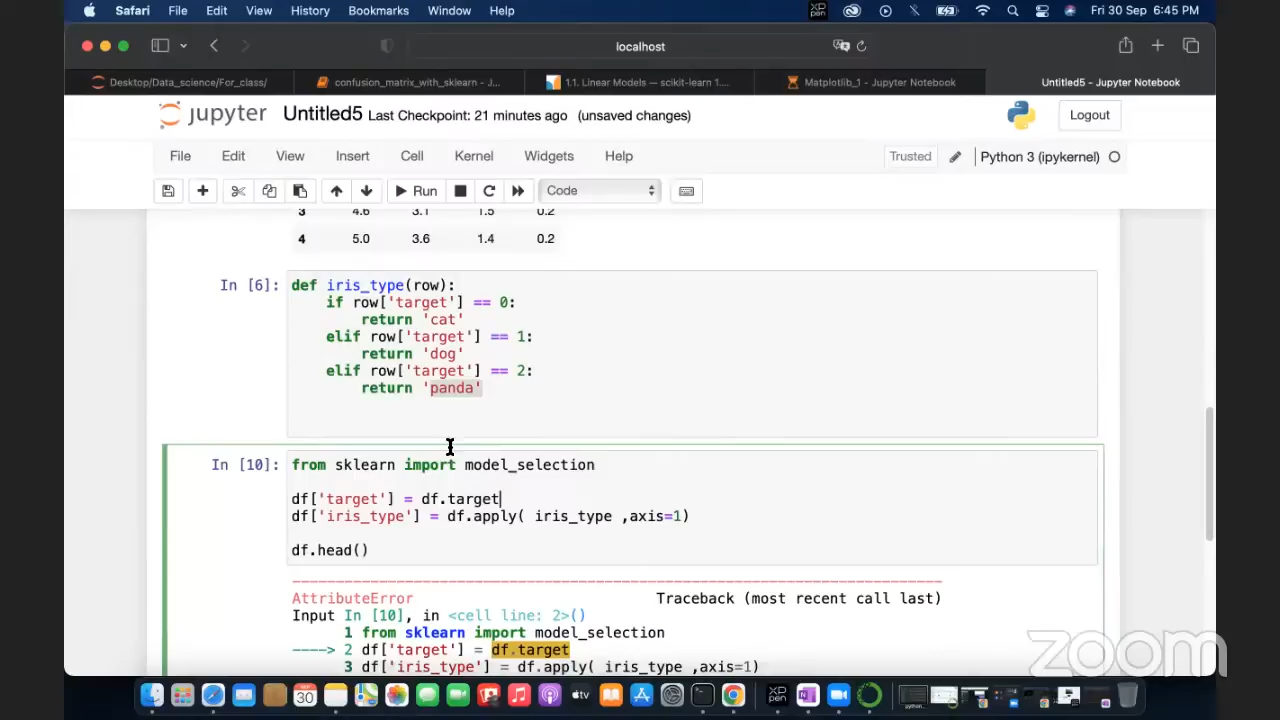 Safari File Edit View History Bookmarks Window Help XP pen Fri 30 Sep 6:45 PM
localhost
Desktop/Data_science/For_class/ confusion_matrix_with_sklearn - J... 1.1. Linear Models — scikit-learn 1.... Matplotlib_1 - Jupyter Notebook Untitled5 - Jupyter Notebook
jupyter Untitled5 Last Checkpoint: 21 minutes ago (unsaved changes) Logout
File Edit View Insert Cell Kernel Widgets Help Trusted Python 3 (ipykernel)
Run Code
3 4.6 3.1 1.5 0.2
4 5.0 3.6 1.4 0.2
In [6]: def iris_type(row):
if row['target'] == 0:
return 'cat'
elif row['target'] == 1:
return 'dog'
elif row['target'] == 2:
return 'panda'
In [10]: from sklearn import model_selection
df['target'] = df.target
df['iris_type'] = df.apply( iris_type ,axis=1)
df.head()
AttributeError Traceback (most recent call last)
Input In [10], in <cell line: 2>()
1 from sklearn import model_selection
----> 2 df['target'] = df.target
3 df['iris_type'] = df.apply( iris_type ,axis=1)
zoom